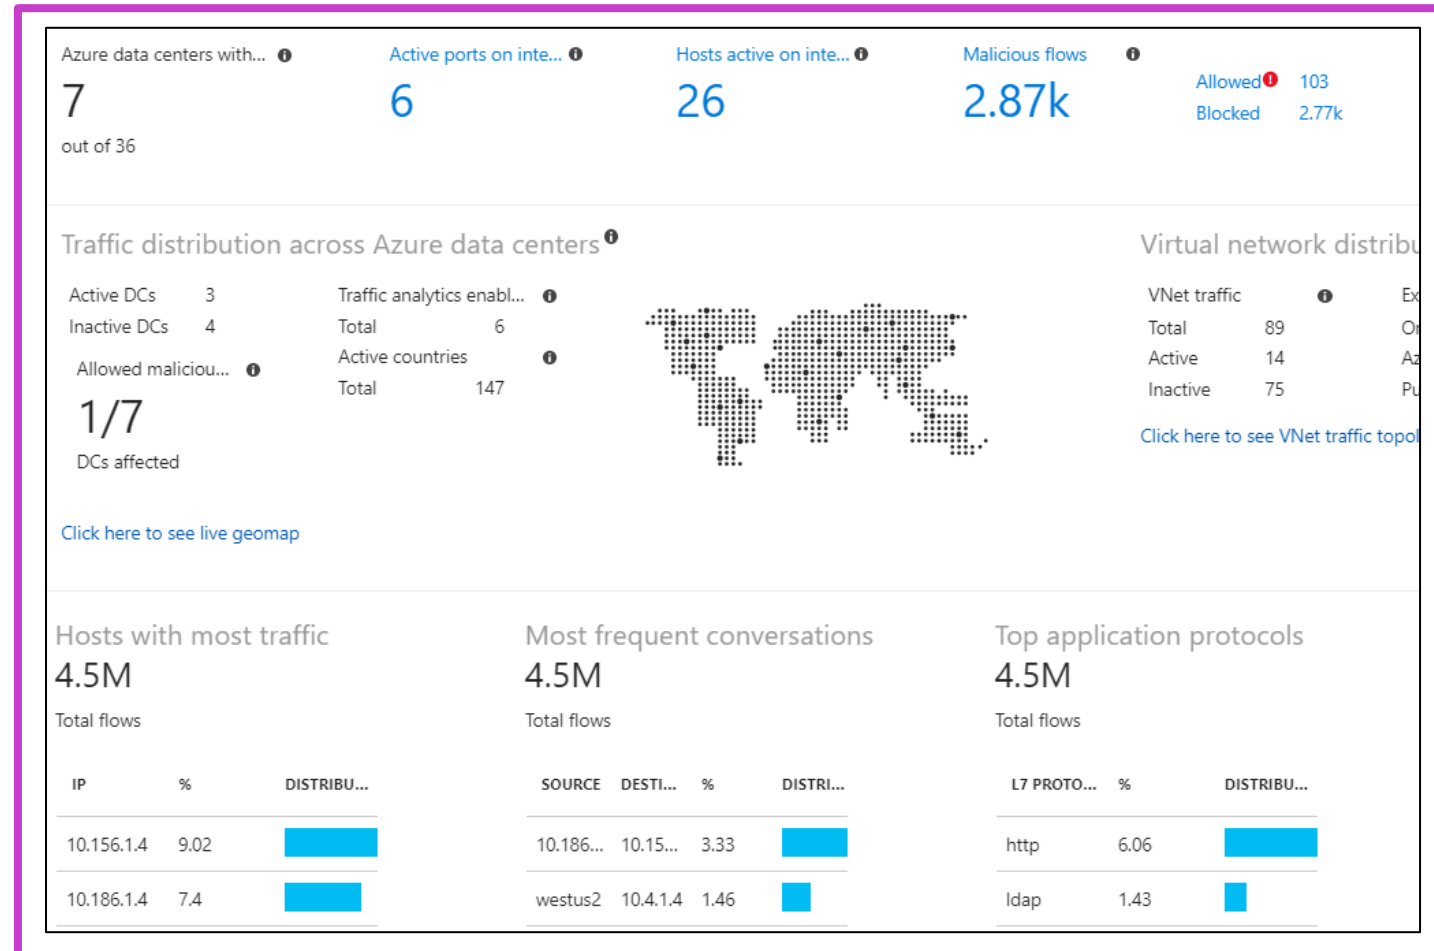 Azure data centers with...
7
out of 36
Active ports on inte...
6
Hosts active on inte...
26
Malicious flows
2.87k
Allowed 103
Blocked 2.77k
Traffic distribution across Azure data centers
Active DCs 3
Inactive DCs 4
Allowed maliciou...
1/7
DCs affected
Traffic analytics enabl...
Total 6
Active countries
Total 147
Click here to see live geomap
Virtual network distribu
VNet traffic
Total 89
Active 14
Inactive 75
Ex
Or
Az
Pu
Click here to see VNet traffic topol
Hosts with most traffic
4.5M
Total flows
IP % DISTRIBU...
10.156.1.4 9.02
10.186.1.4 7.4
Most frequent conversations
4.5M
Total flows
SOURCE DESTI... % DISTRI...
10.186... 10.15... 3.33
westus2 10.4.1.4 1.46
Top application protocols
4.5M
Total flows
L7 PROTO... % DISTRIBU...
http 6.06
ldap 1.43